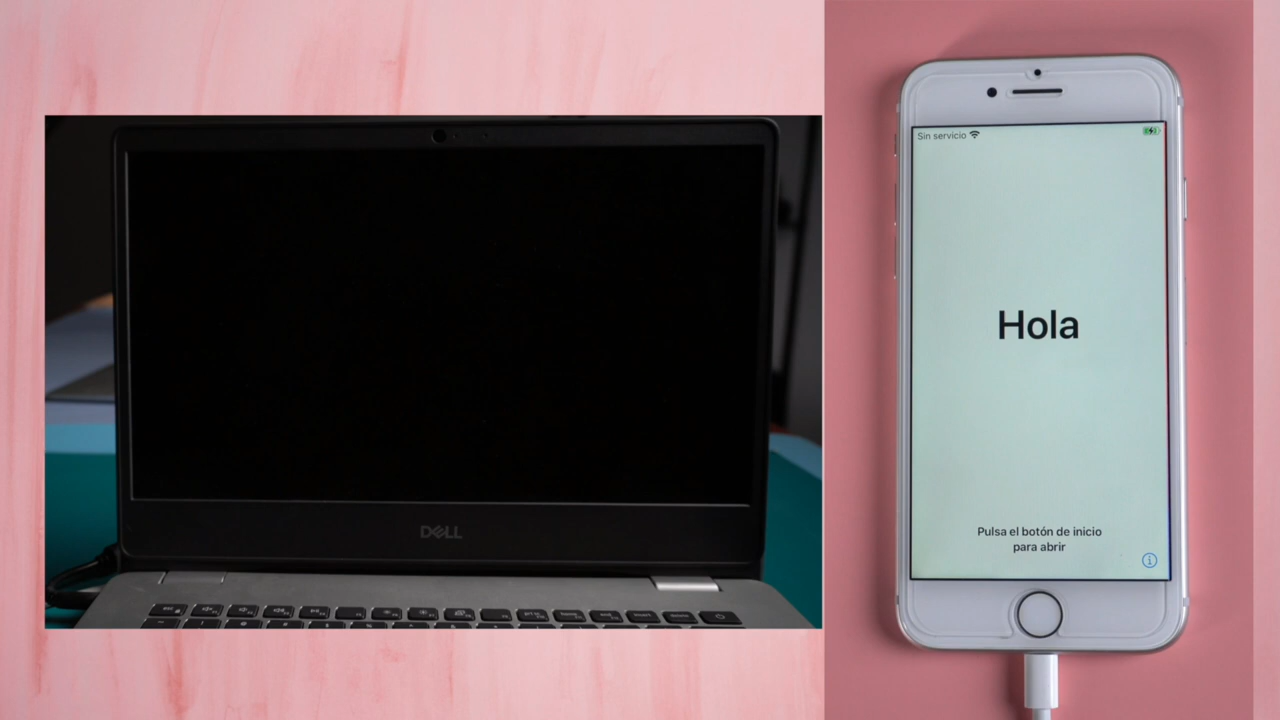 DELL
Sin servicio
Hola
Pulsa el botón de inicio
para abrir